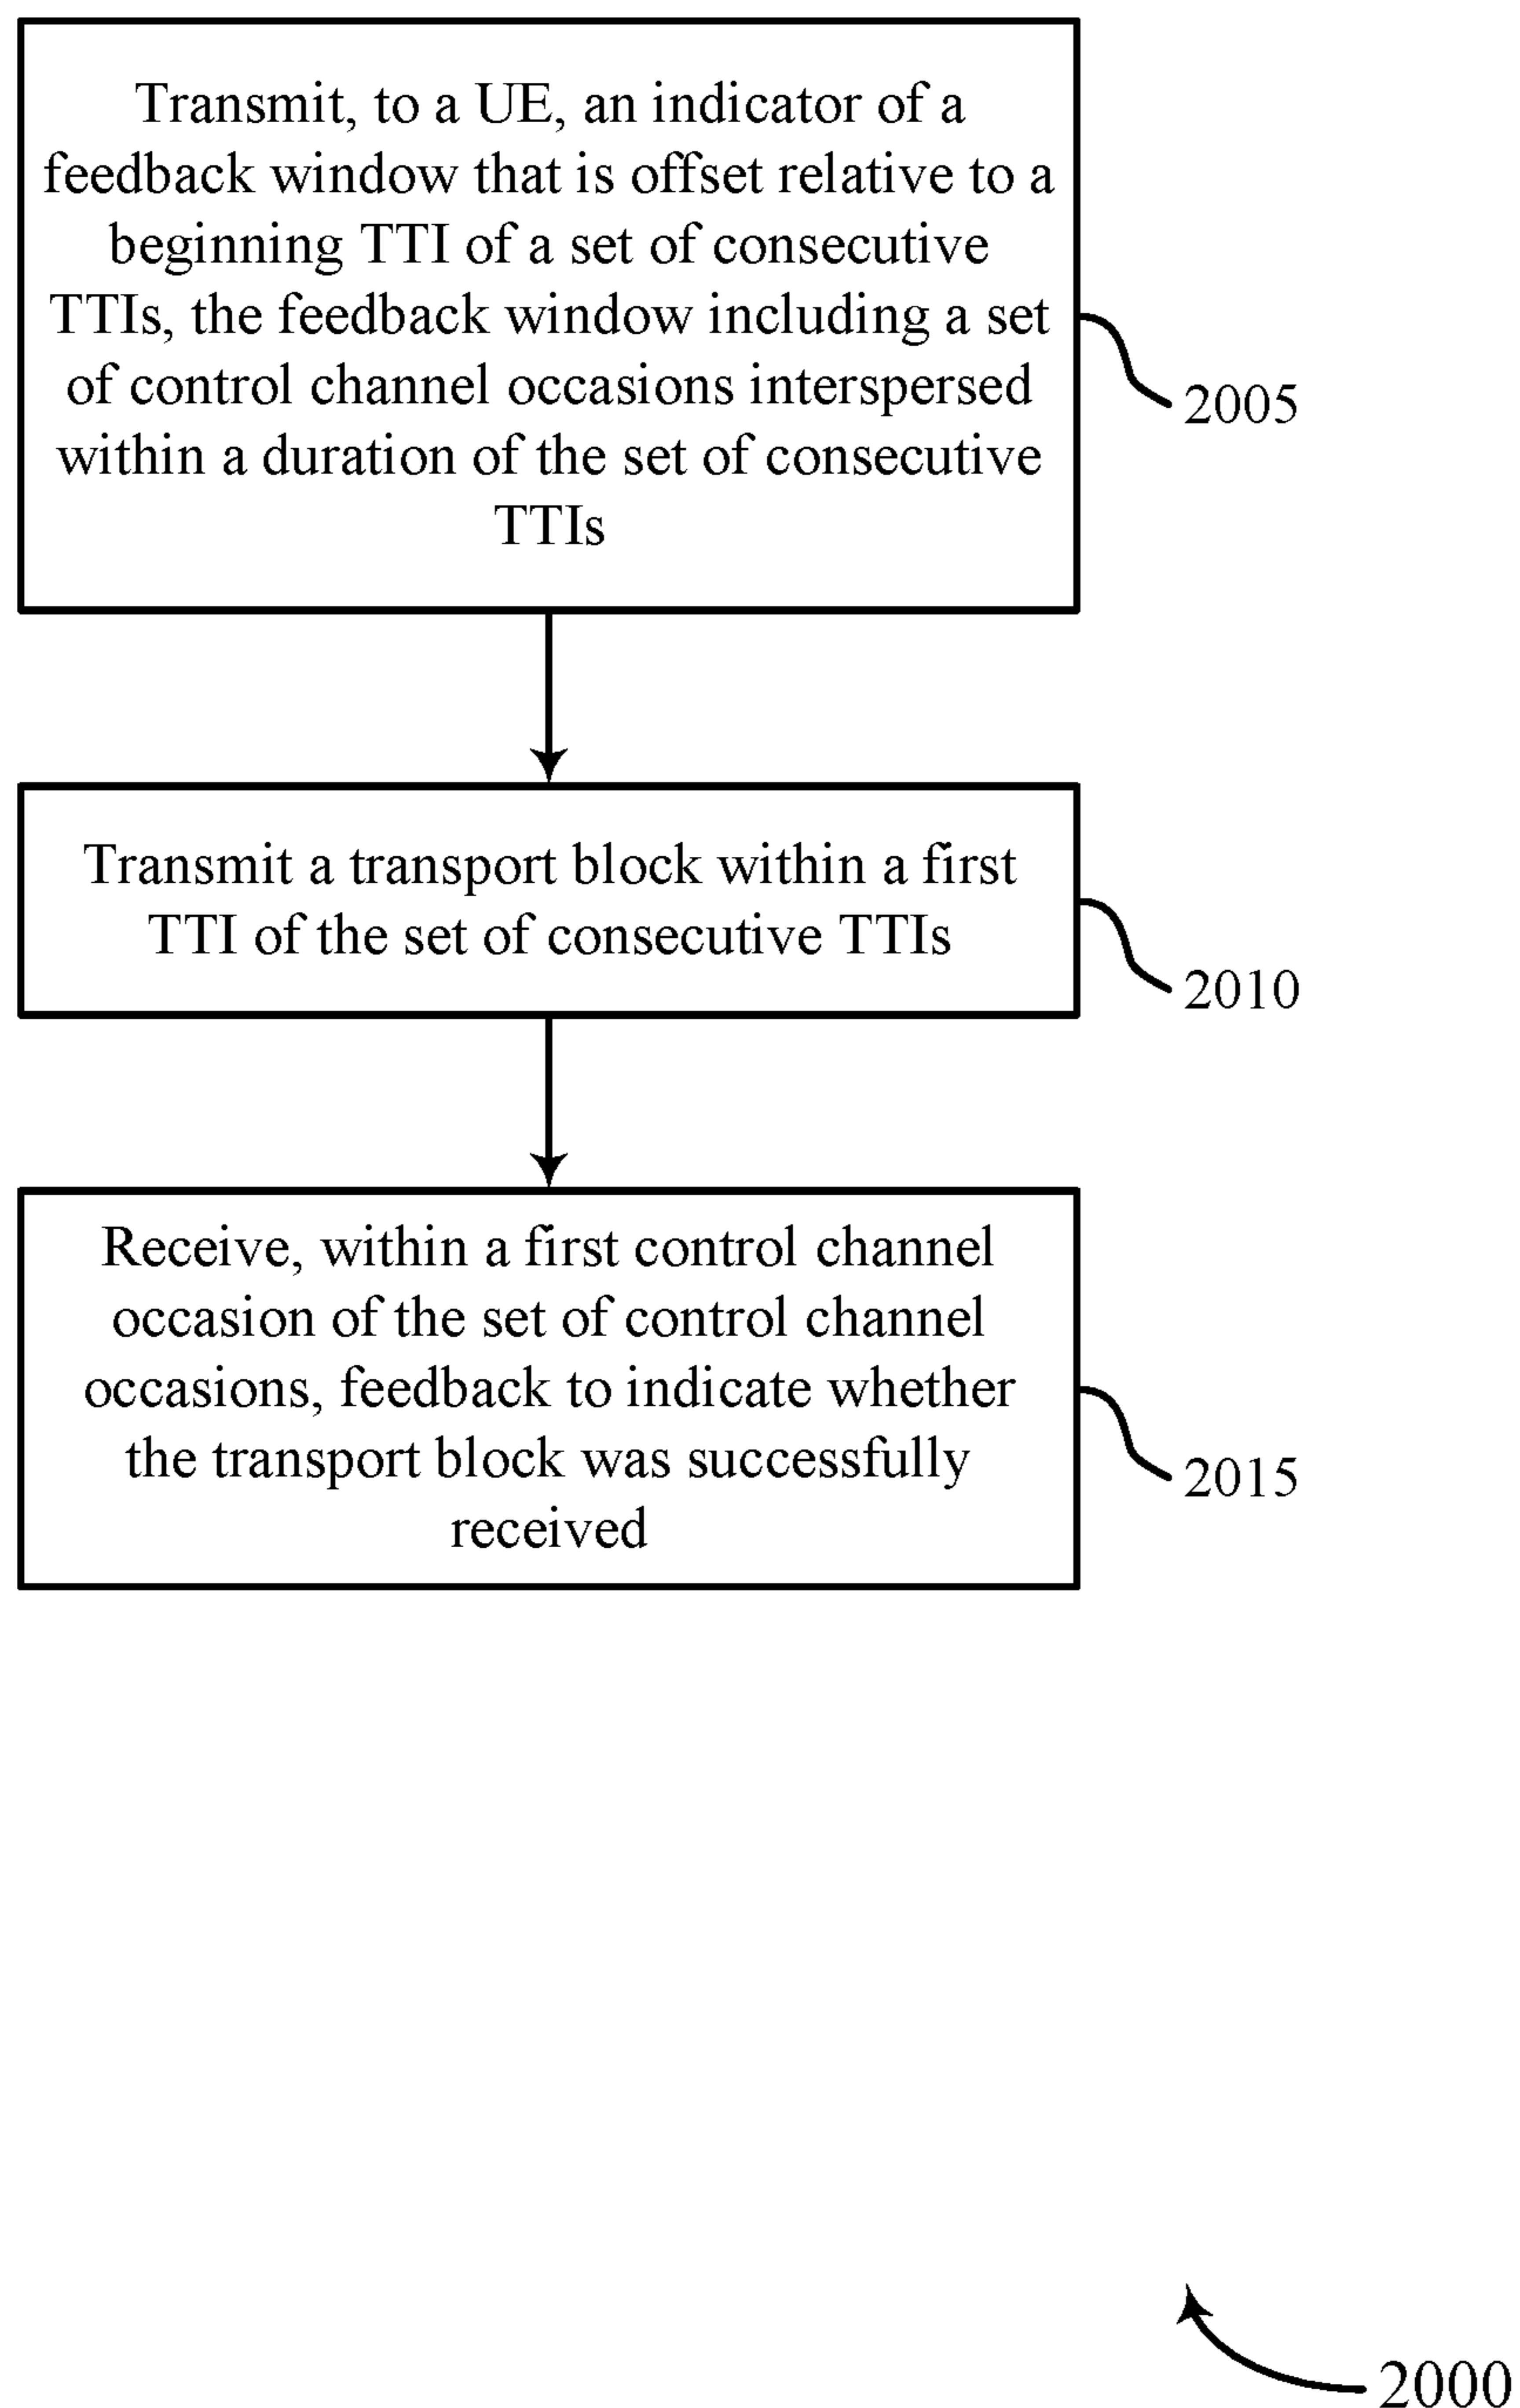 Transmit, to a UE, an indicator of a
feedback window that is offset relative to a
beginning TTI of a set of consecutive
TTIs, the feedback window including a set
of control channel occasions interspersed
within a duration of the set of consecutive
TTIs
2005
Transmit a transport block within a first
TTI of the set of consecutive TTIs
2010
Receive, within a first control channel
occasion of the set of control channel
occasions, feedback to indicate whether
the transport block was successfully
received
2015
2000